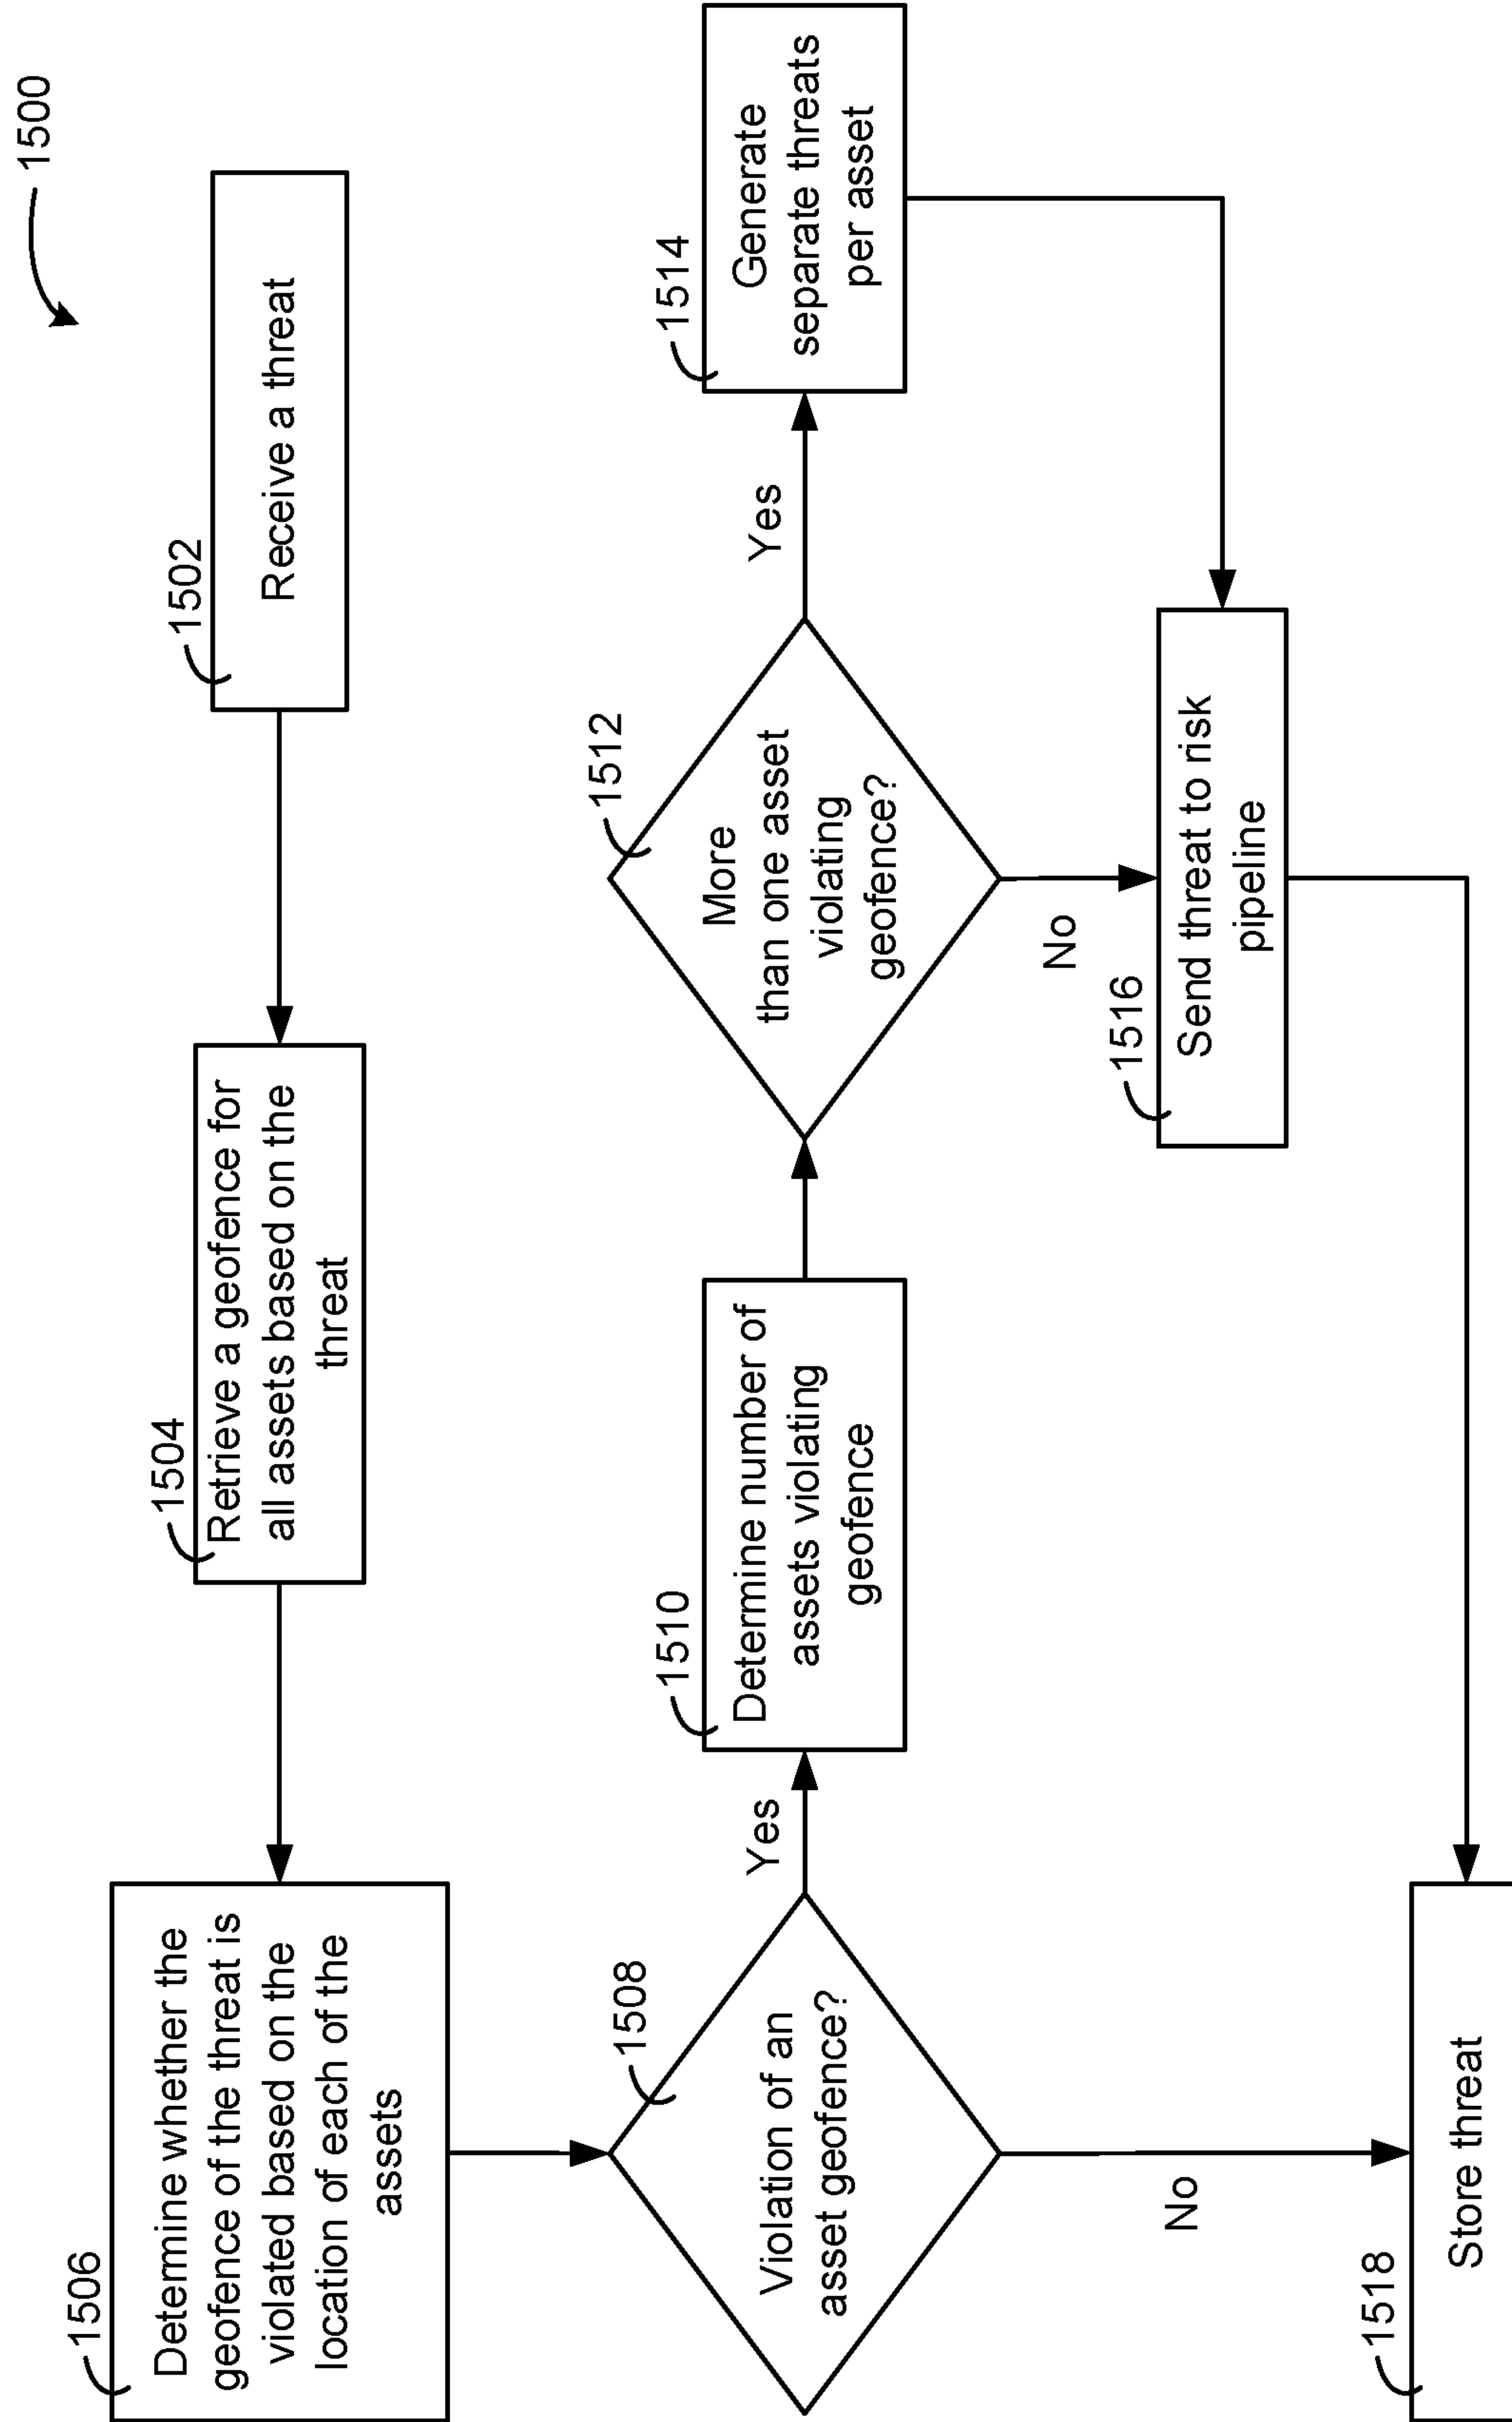 1500
1502
Receive a threat
1504
Retrieve a geofence for
all assets based on the
threat
1506
Determine whether the
geofence of the threat is
violated based on the
location of each of the
assets
1508
Violation of an
asset geofence?
Yes
No
1510
Determine number of
assets violating
geofence
1512
More
than one asset
violating
geofence?
Yes
No
1514
Generate
separate threats
per asset
1516
Send threat to risk
pipeline
1518
Store threat